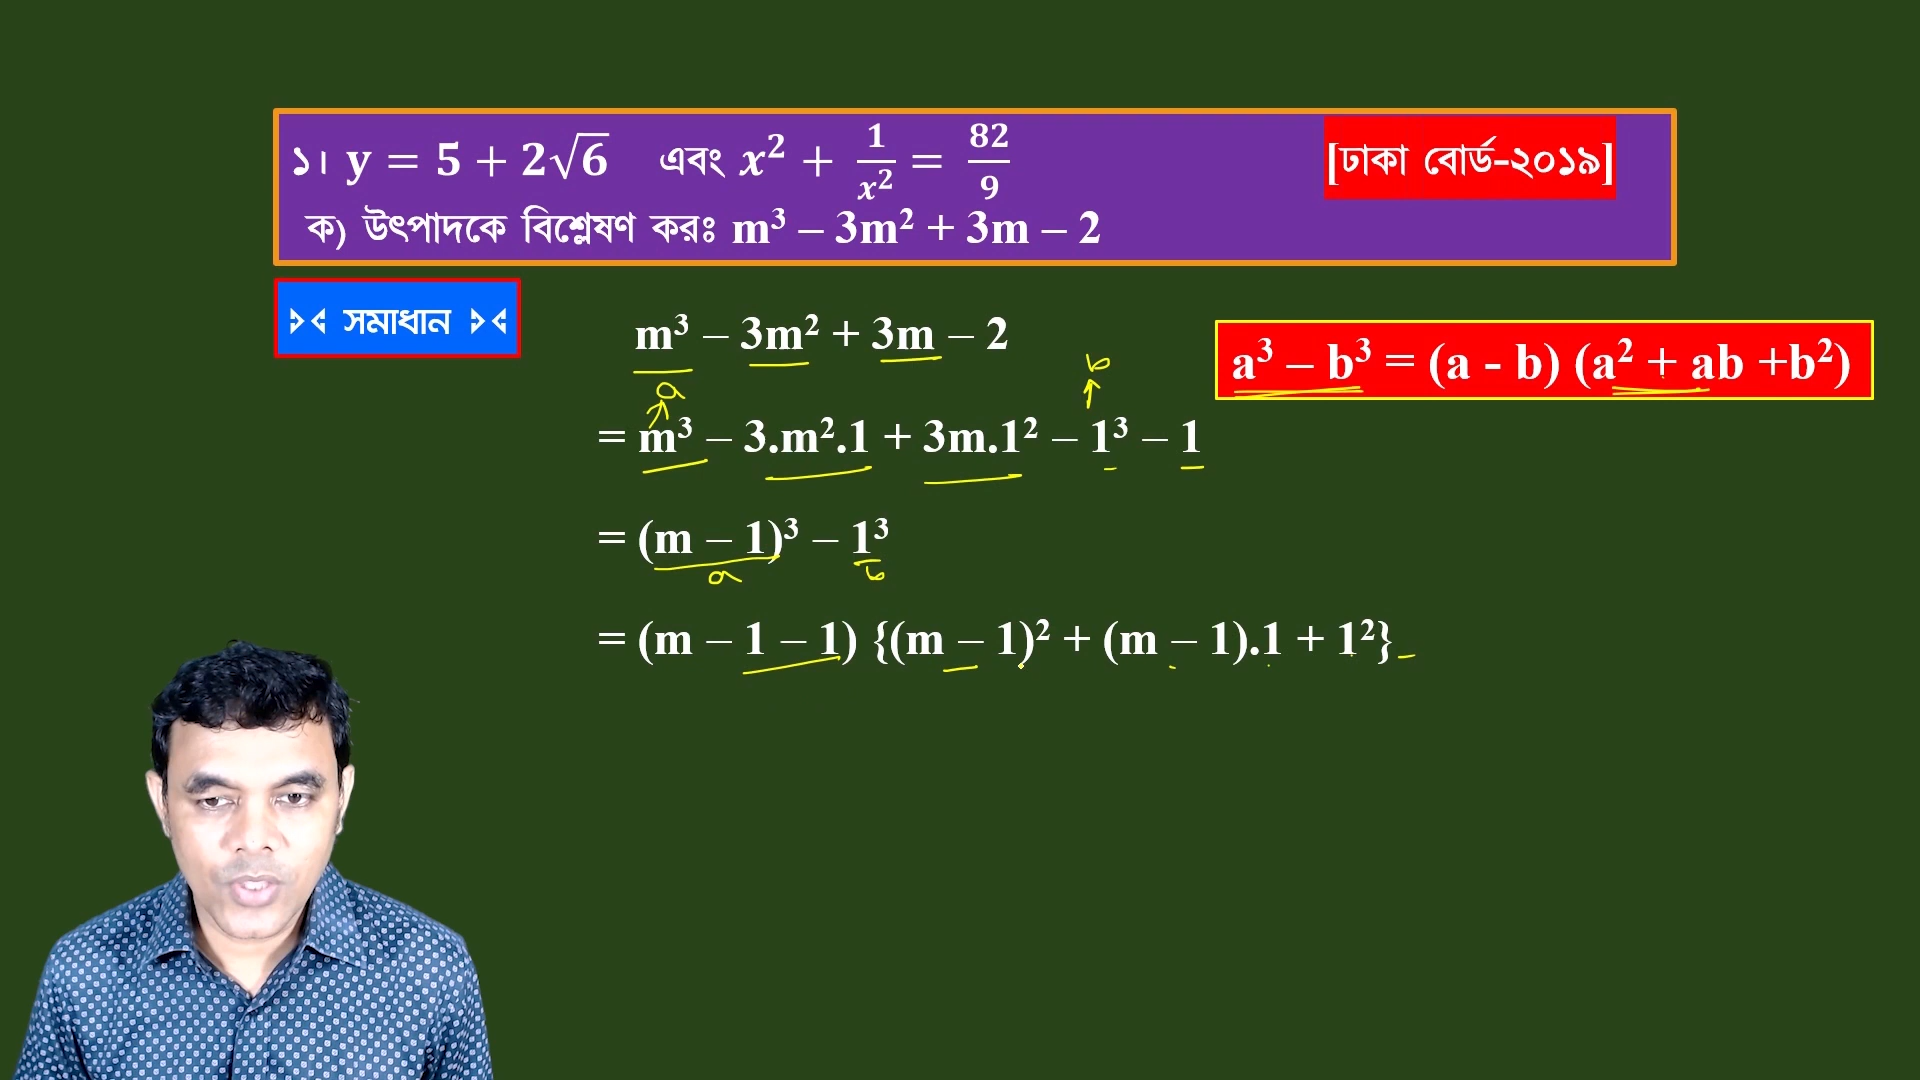 ১। y = 5 + 2√6 এবং x² + 1/x² = 82/9 [ঢাকা বোর্ড-২০১৯]
ক) উৎপাদকে বিশ্লেষণ করঃ m³ – 3m² + 3m – 2
সমাধান
m³ – 3m² + 3m – 2
a³ – b³ = (a - b) (a² + ab +b²)
a b
= m³ – 3.m².1 + 3m.1² – 1³ – 1
= (m – 1)³ – 1³
a b
= (m – 1 – 1) {(m – 1)² + (m – 1).1 + 1²}